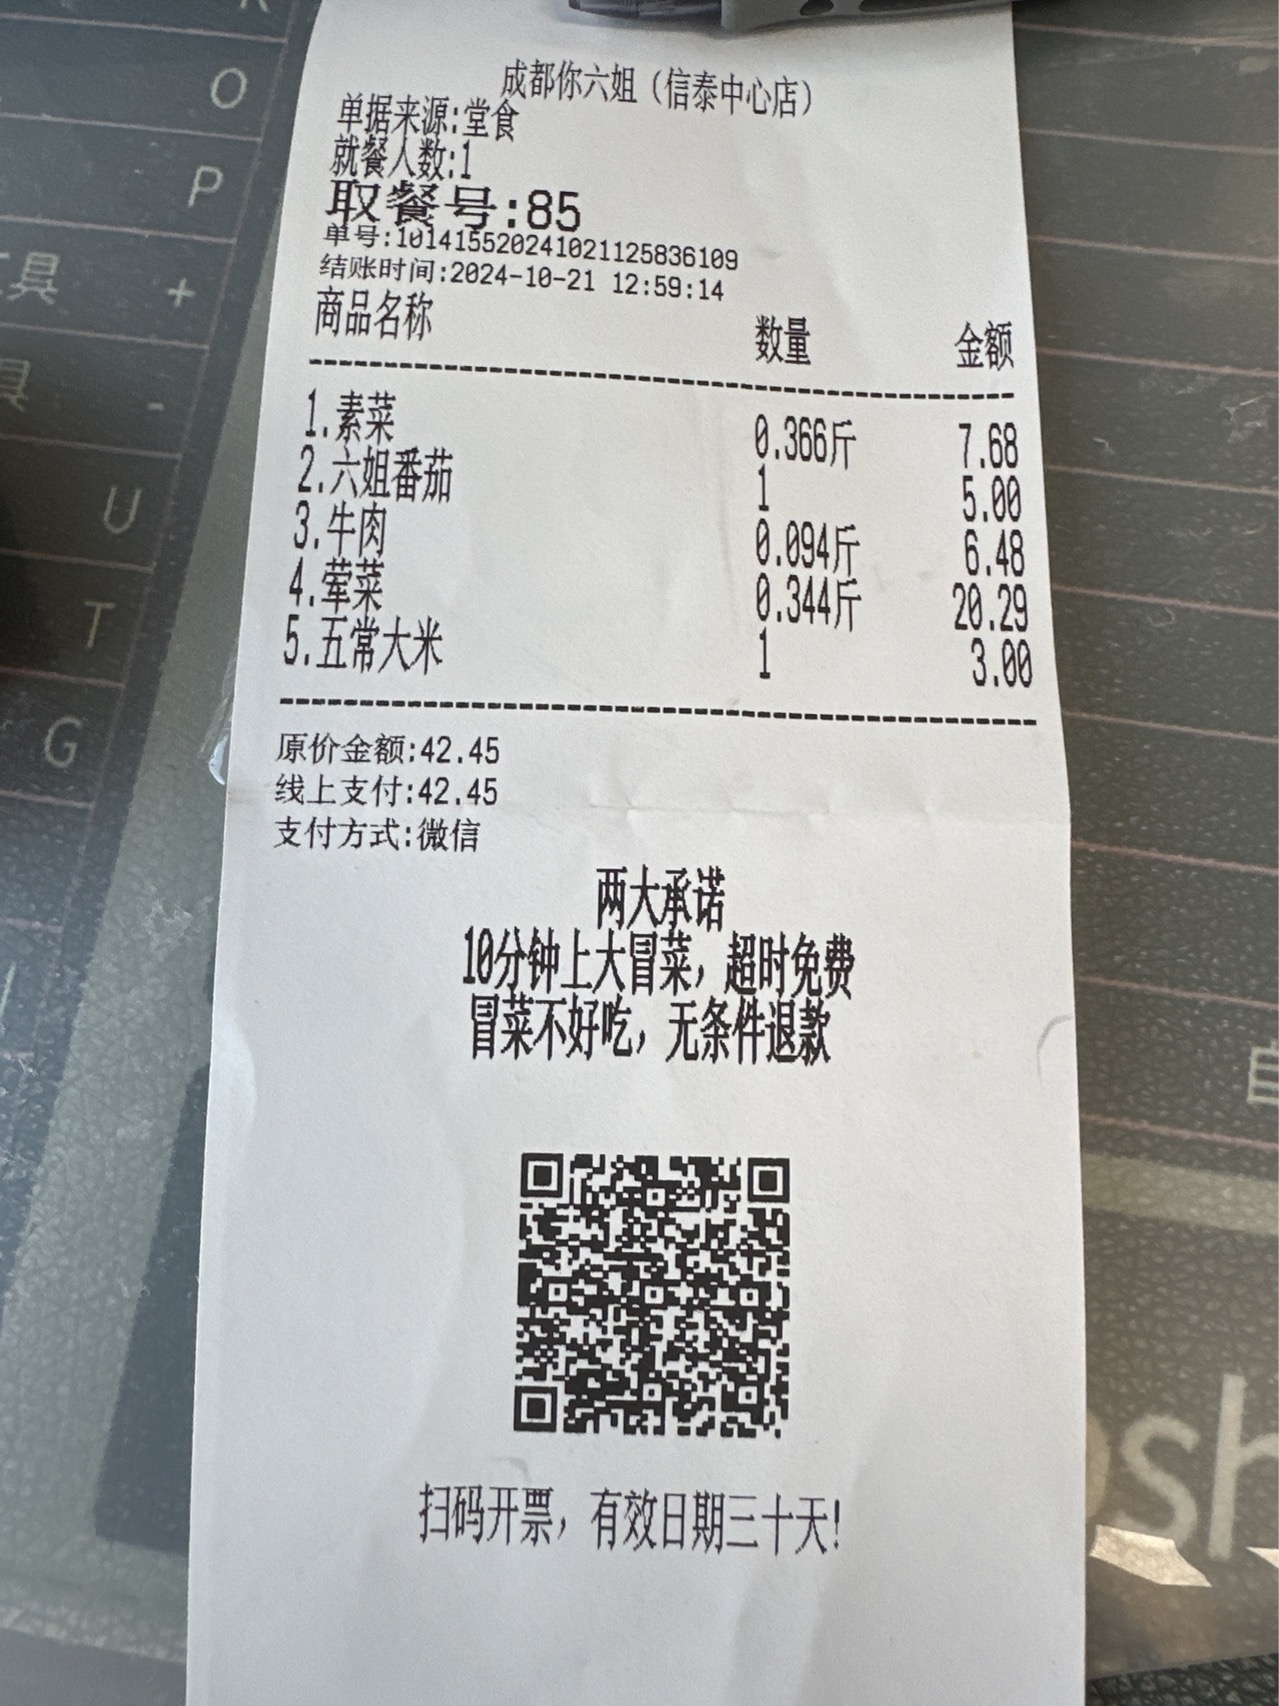 成都你六姐（信泰中心店）
单据来源:堂食
就餐人数:1
取餐号:85
单号:101415520241021125836109
结账时间:2024-10-21 12:59:14
商品名称 数量 金额
1.素菜 0.366斤 7.68
2.六姐番茄 1 5.00
3.牛肉 0.094斤 6.48
4.荤菜 0.344斤 20.29
5.五常大米 1 3.00
原价金额:42.45
线上支付:42.45
支付方式:微信
两大承诺
10分钟上大冒菜，超时免费
冒菜不好吃，无条件退款
扫码开票，有效日期三十天!
O
P
具 +
具 -
U
T
G
sh